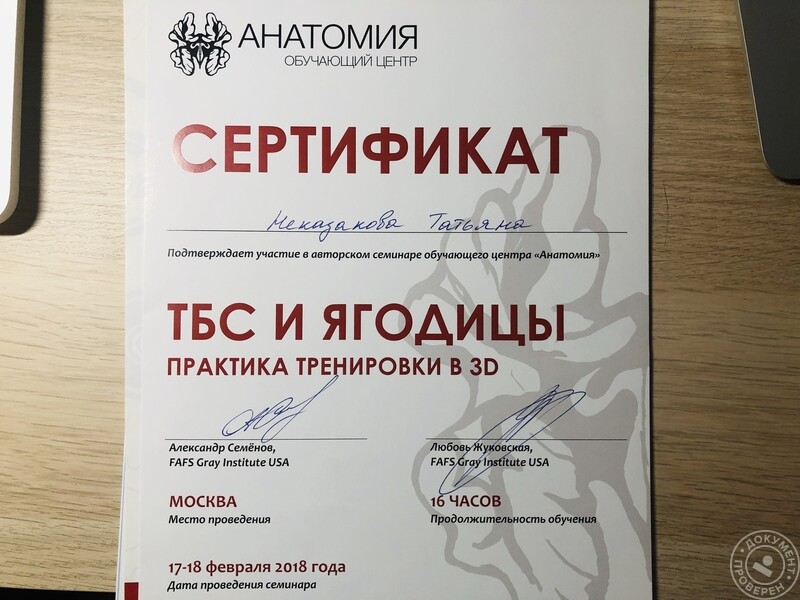 АНАТОМИЯ
ОБУЧАЮЩИЙ ЦЕНТР
СЕРТИФИКАТ
Неказакова Татьяна
Подтверждает участие в авторском семинаре обучающего центра «Анатомия»
ТБС И ЯГОДИЦЫ
ПРАКТИКА ТРЕНИРОВКИ В 3D
Александр Семёнов,
FAFS Gray Institute USA
Любовь Жуковская,
FAFS Gray Institute USA
МОСКВА
Место проведения
16 ЧАСОВ
Продолжительность обучения
17-18 февраля 2018 года
Дата проведения семинара
ДОКУМЕНТ ПРОВЕРЕН